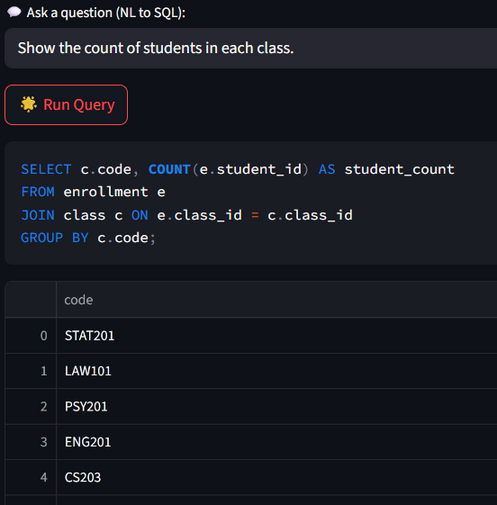 💬 Ask a question (NL to SQL):
Show the count of students in each class.
🌟 Run Query
SELECT c.code, COUNT(e.student_id) AS student_count
FROM enrollment e
JOIN class c ON e.class_id = c.class_id
GROUP BY c.code;
code
0 STAT201
1 LAW101
2 PSY201
3 ENG201
4 CS203